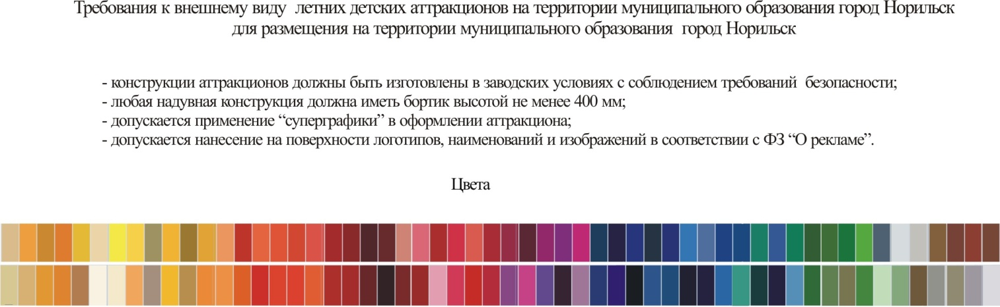 Требования к внешнему виду летних детских аттракционов на территории муниципального образования город Норильск
для размещения на территории муниципального образования город Норильск
- конструкции аттракционов должны быть изготовлены в заводских условиях с соблюдением требований безопасности;
- любая надувная конструкция должна иметь бортик высотой не менее 400 мм;
- допускается применение “суперграфики” в оформлении аттракциона;
- допускается нанесение на поверхности логотипов, наименований и изображений в соответствии с ФЗ “О рекламе”.
Цвета